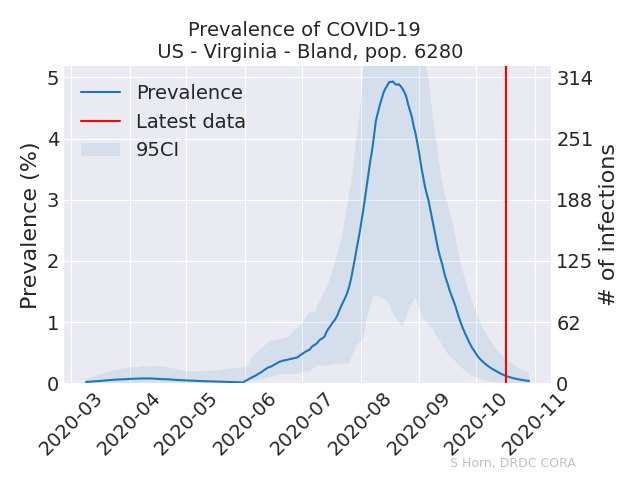 Prevalence of COVID-19
US - Virginia - Bland, pop. 6280
Prevalence
Latest data
95CI
Prevalence (%)
5
4
3
2
1
0
314
251
188
125
62
0
# of infections
2020-03
2020-04
2020-05
2020-06
2020-07
2020-08
2020-09
2020-10
2020-11
S Horn, DRDC CORA